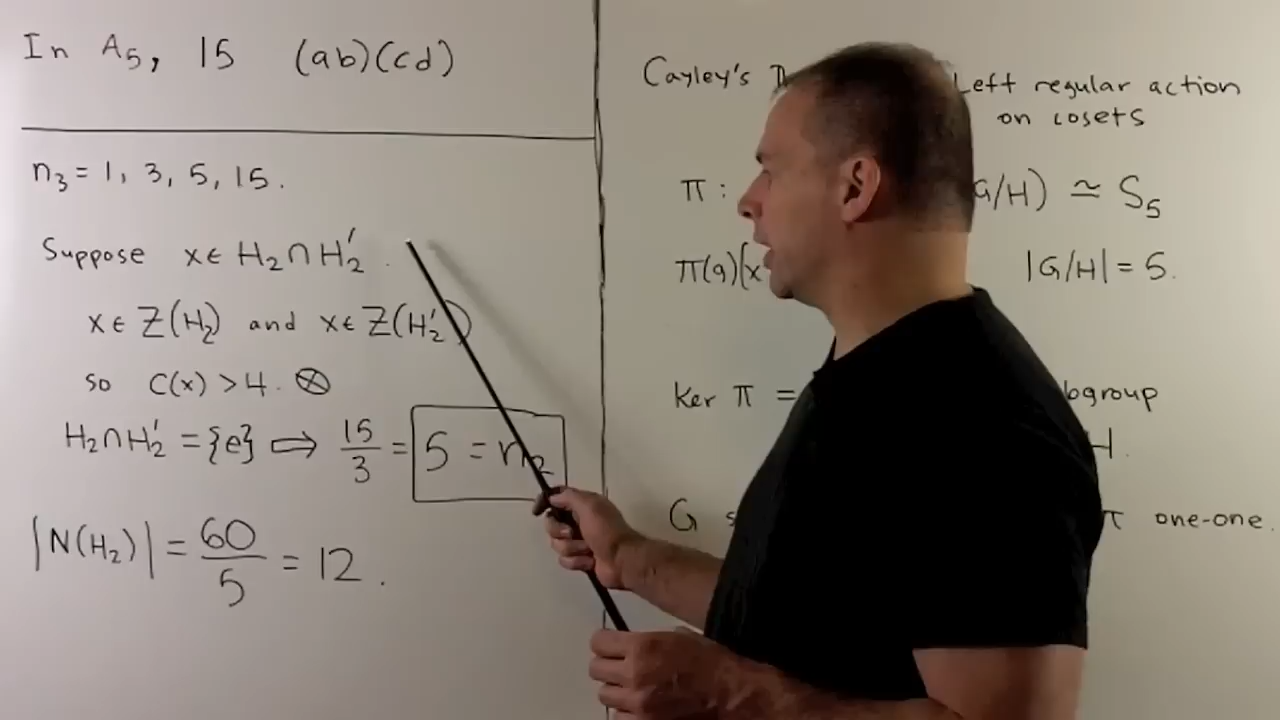 In A₅, 15 (ab)(cd)
n₃ = 1, 3, 5, 15.
Suppose x ∈ H₂ ∩ H₂′.
x ∈ Z(H₂) and x ∈ Z(H₂′)
so C(x) > 4. ⊗
H₂ ∩ H₂′ = {e} ⇒ 15/3 = 5 = n₂
|N(H₂)| = 60/5 = 12.
Cayley's
Left regular action
on cosets
π : G/H) ≃ S₅
π(g)[x |G/H| = 5.
ker π =
H.
G π one-one.